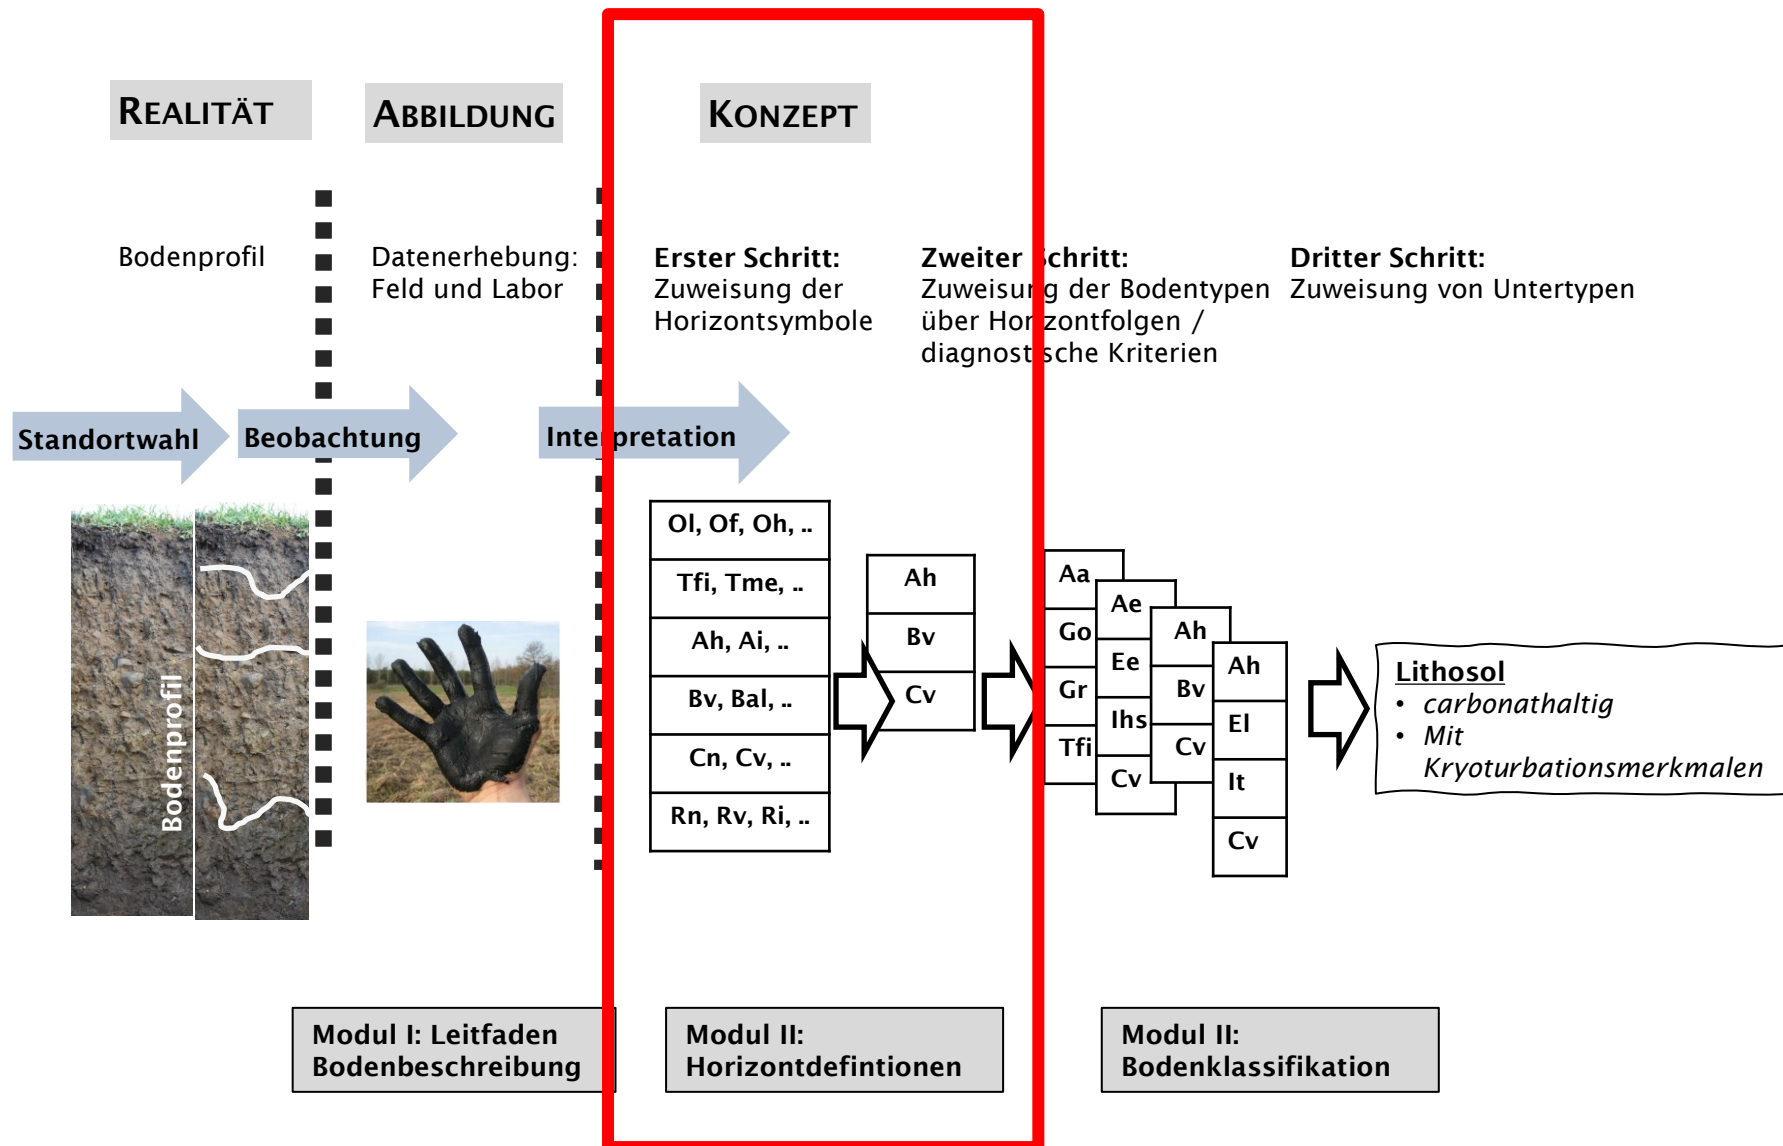 REALITÄT
ABBILDUNG
KONZEPT
Bodenprofil
Datenerhebung:
Feld und Labor
Erster Schritt:
Zuweisung der
Horizontsymbole
Zweiter Schritt:
Zuweisung der Bodentypen
über Horizontfolgen /
diagnostische Kriterien
Dritter Schritt:
Zuweisung von Untertypen
Standortwahl
Beobachtung
Interpretation
Bodenprofil
Ol, Of, Oh, ..
Tfi, Tme, ..
Ah, Ai, ..
Bv, Bal, ..
Cn, Cv, ..
Rn, Rv, Ri, ..
Ah
Bv
Cv
Aa
Go
Gr
Tfi
Ae
Ee
Ihs
Cv
Ah
Bv
Cv
Ah
El
It
Cv
Lithosol
• carbonathaltig
• Mit
Kryoturbationsmerkmalen
Modul I: Leitfaden
Bodenbeschreibung
Modul II:
Horizontdefintionen
Modul II:
Bodenklassifikation